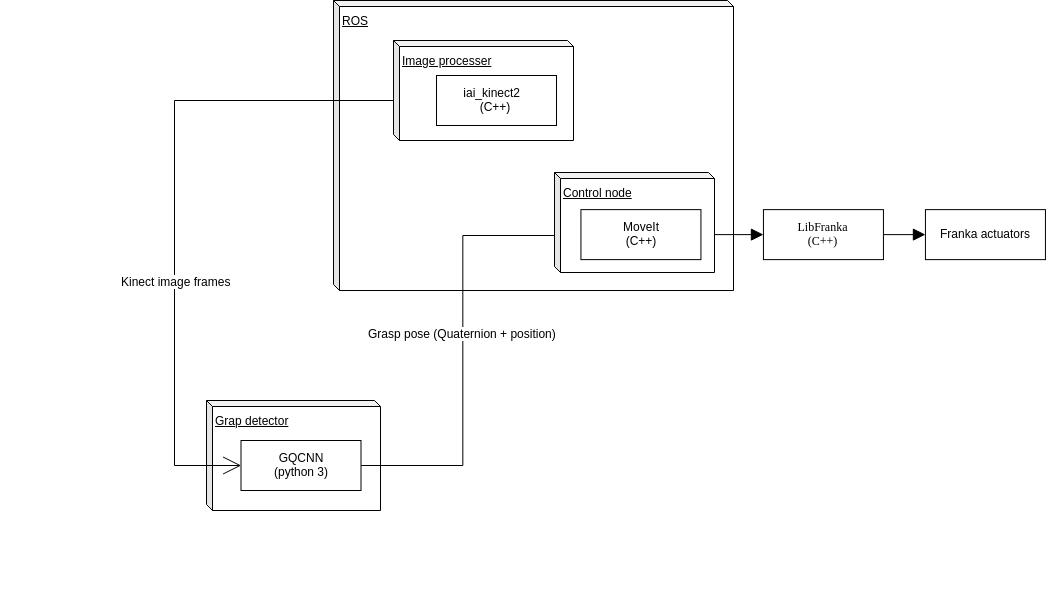 ROS
Image processer
iai_kinect2
(C++)
Control node
MoveIt
(C++)
LibFranka
(C++)
Franka actuators
Kinect image frames
Grasp pose (Quaternion + position)
Grap detector
GQCNN
(python 3)